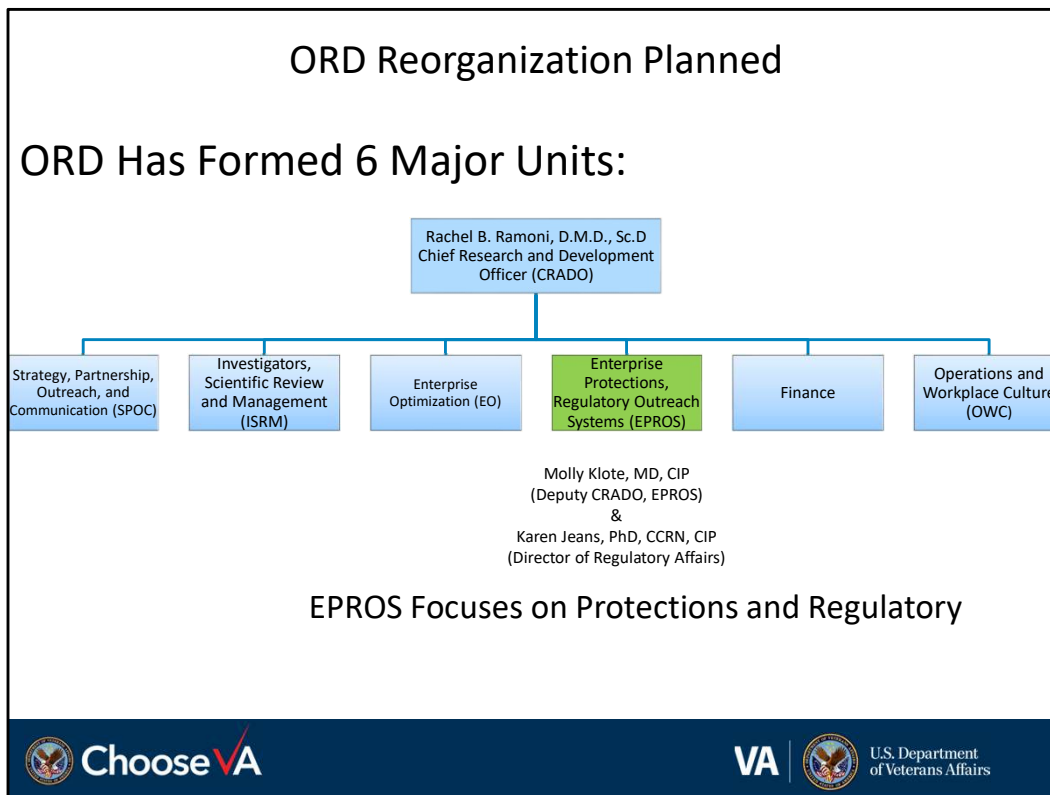 ORD Reorganization Planned
ORD Has Formed 6 Major Units:
Rachel B. Ramoni, D.M.D., Sc.D
Chief Research and Development
Officer (CRADO)
Strategy, Partnership,
Outreach, and
Communication (SPOC)
Investigators,
Scientific Review
and Management
(ISRM)
Enterprise
Optimization (EO)
Enterprise
Protections,
Regulatory Outreach
Systems (EPROS)
Finance
Operations and
Workplace Culture
(OWC)
Molly Klote, MD, CIP
(Deputy CRADO, EPROS)
&
Karen Jeans, PhD, CCRN, CIP
(Director of Regulatory Affairs)
EPROS Focuses on Protections and Regulatory
Choose VA
VA
U.S. Department
of Veterans Affairs